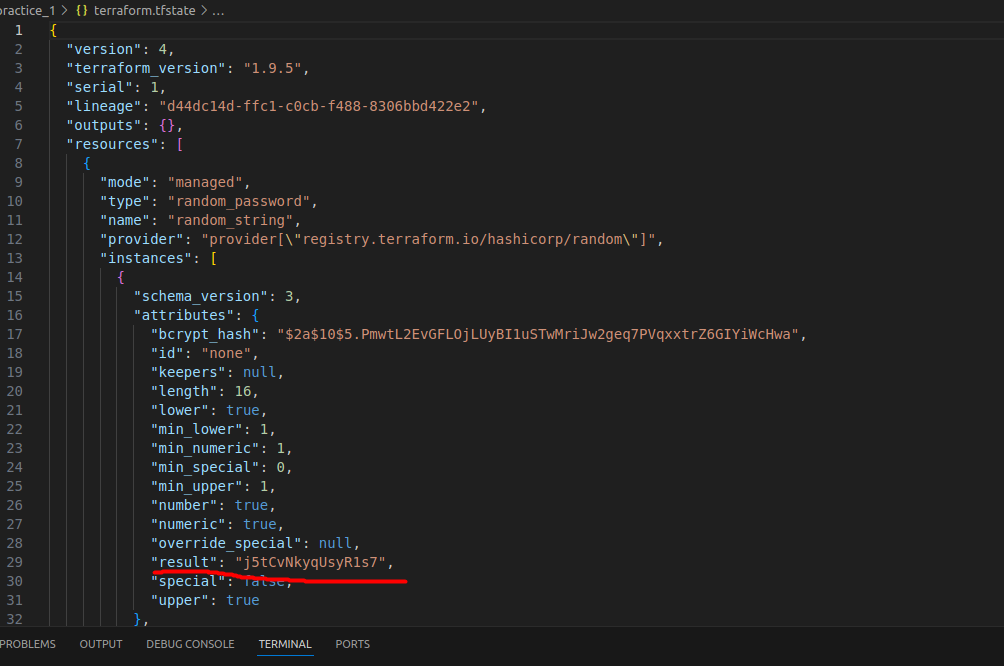 practice_1 > {} terraform.tfstate > ...
1 {
2 "version": 4,
3 "terraform_version": "1.9.5",
4 "serial": 1,
5 "lineage": "d44dc14d-ffc1-c0cb-f488-8306bbd422e2",
6 "outputs": {},
7 "resources": [
8 {
9 "mode": "managed",
10 "type": "random_password",
11 "name": "random_string",
12 "provider": "provider[\"registry.terraform.io/hashicorp/random\"]",
13 "instances": [
14 {
15 "schema_version": 3,
16 "attributes": {
17 "bcrypt_hash": "$2a$10$5.PmwtL2EvGFLOjLUyBI1uSTwMriJw2geq7PVqxxtrZ6GIYiWcHwa",
18 "id": "none",
19 "keepers": null,
20 "length": 16,
21 "lower": true,
22 "min_lower": 1,
23 "min_numeric": 1,
24 "min_special": 0,
25 "min_upper": 1,
26 "number": true,
27 "numeric": true,
28 "override_special": null,
29 "result": "j5tCvNkyqUsyR1s7",
30 "special": false,
31 "upper": true
32 },
PROBLEMS OUTPUT DEBUG CONSOLE TERMINAL PORTS